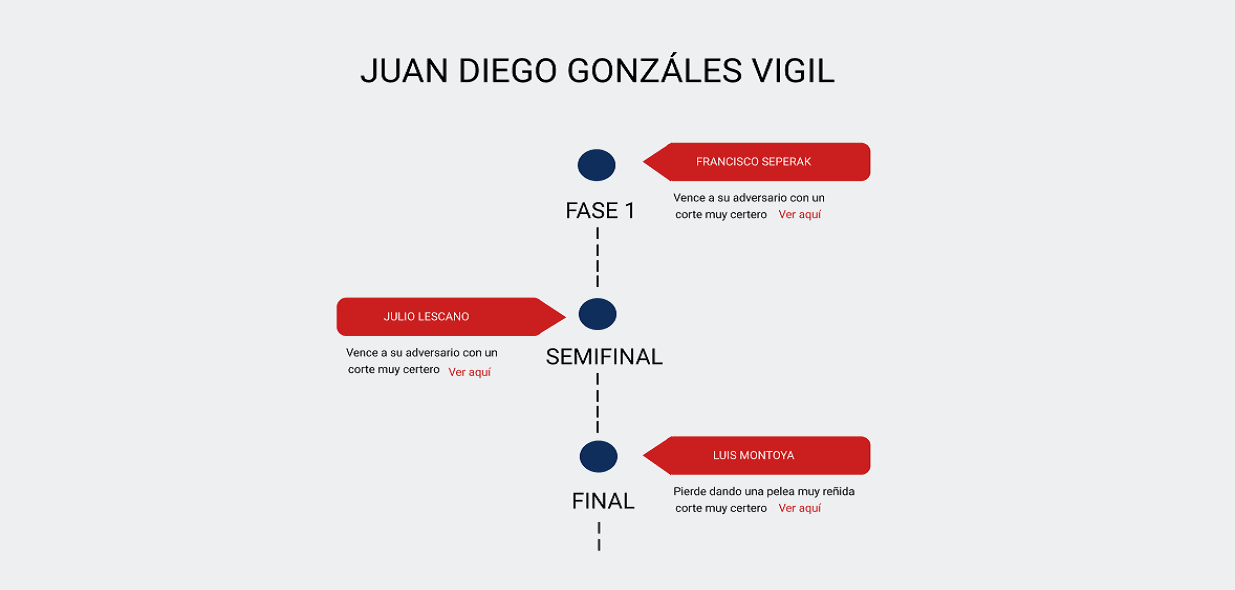 JUAN DIEGO GONZÁLES VIGIL
FRANCISCO SEPERAK
Vence a su adversario con un
corte muy certero Ver aquí
FASE 1
JULIO LESCANO
Vence a su adversario con un
corte muy certero Ver aquí
SEMIFINAL
LUIS MONTOYA
Pierde dando una pelea muy reñida
corte muy certero Ver aquí
FINAL